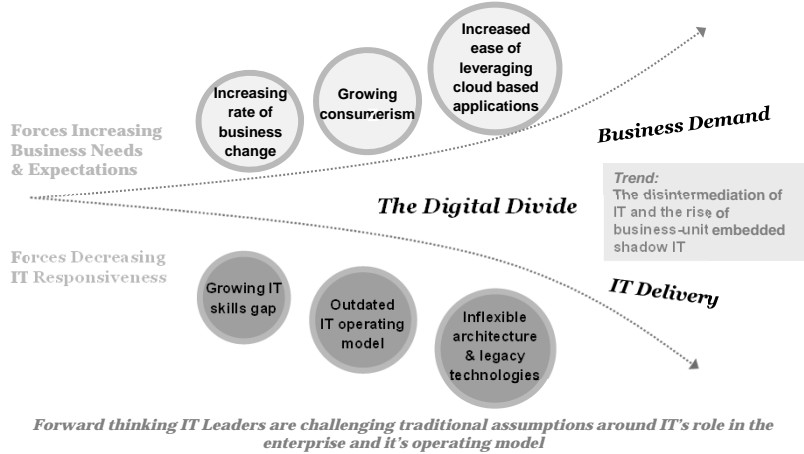 Increased
ease of
leveraging
cloud based
applications
Growing
consumerism
Increasing
rate of
business
change
Forces Increasing
Business Needs
& Expectations
Business Demand
The Digital Divide
Trend:
The disintermediation of
IT and the rise of
business-unit embedded
shadow IT
Forces Decreasing
IT Responsiveness
Growing IT
skills gap
Outdated
IT operating
model
Inflexible
architecture
& legacy
technologies
IT Delivery
Forward thinking IT Leaders are challenging traditional assumptions around IT's role in the
enterprise and it's operating model